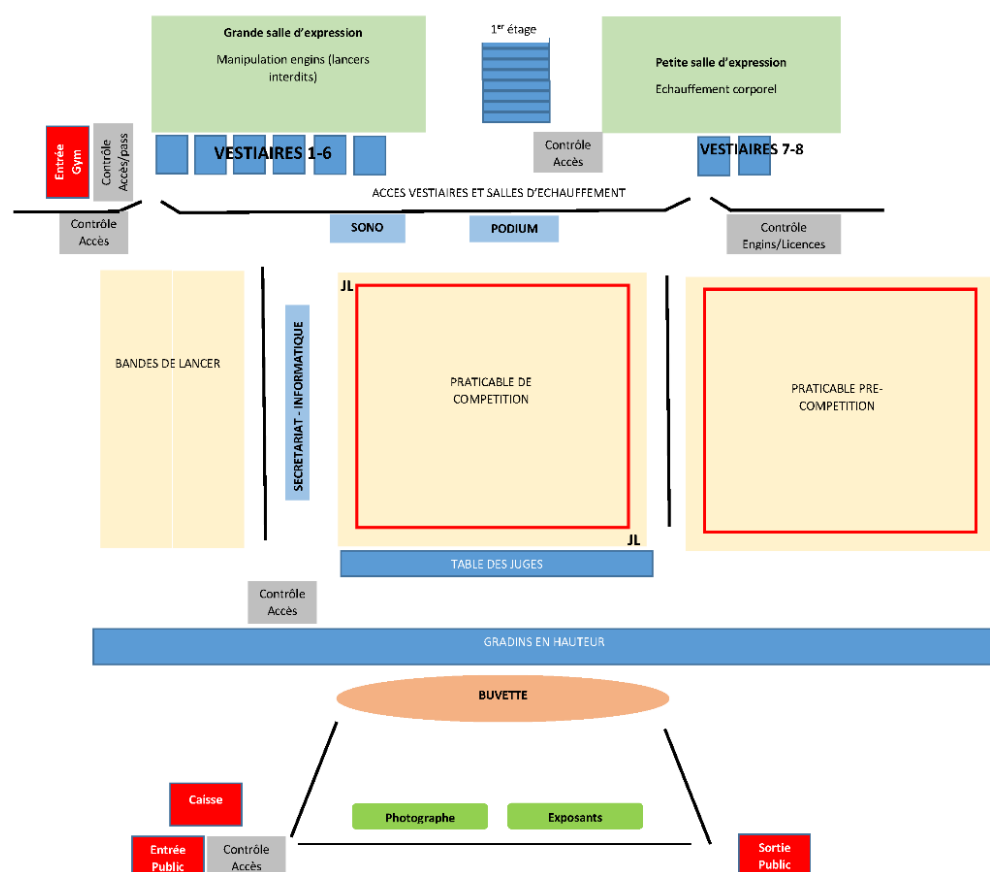 Grande salle d'expression
Manipulation engins (lancers
interdits)
1er étage
Petite salle d'expression
Echauffement corporel
Entrée
Gym
Contrôle
Accès/pass
VESTIAIRES 1-6
Contrôle
Accès
VESTIAIRES 7-8
ACCES VESTIAIRES ET SALLES D'ECHAUFFEMENT
Contrôle
Accès
SONO
PODIUM
Contrôle
Engins/Licences
JL
BANDES DE LANCER
SECRETARIAT - INFORMATIQUE
PRATICABLE DE
COMPETITION
PRATICABLE PRE-
COMPETITION
JL
TABLE DES JUGES
Contrôle
Accès
GRADINS EN HAUTEUR
BUVETTE
Caisse
Photographe
Exposants
Entrée
Public
Contrôle
Accès
Sortie
Public